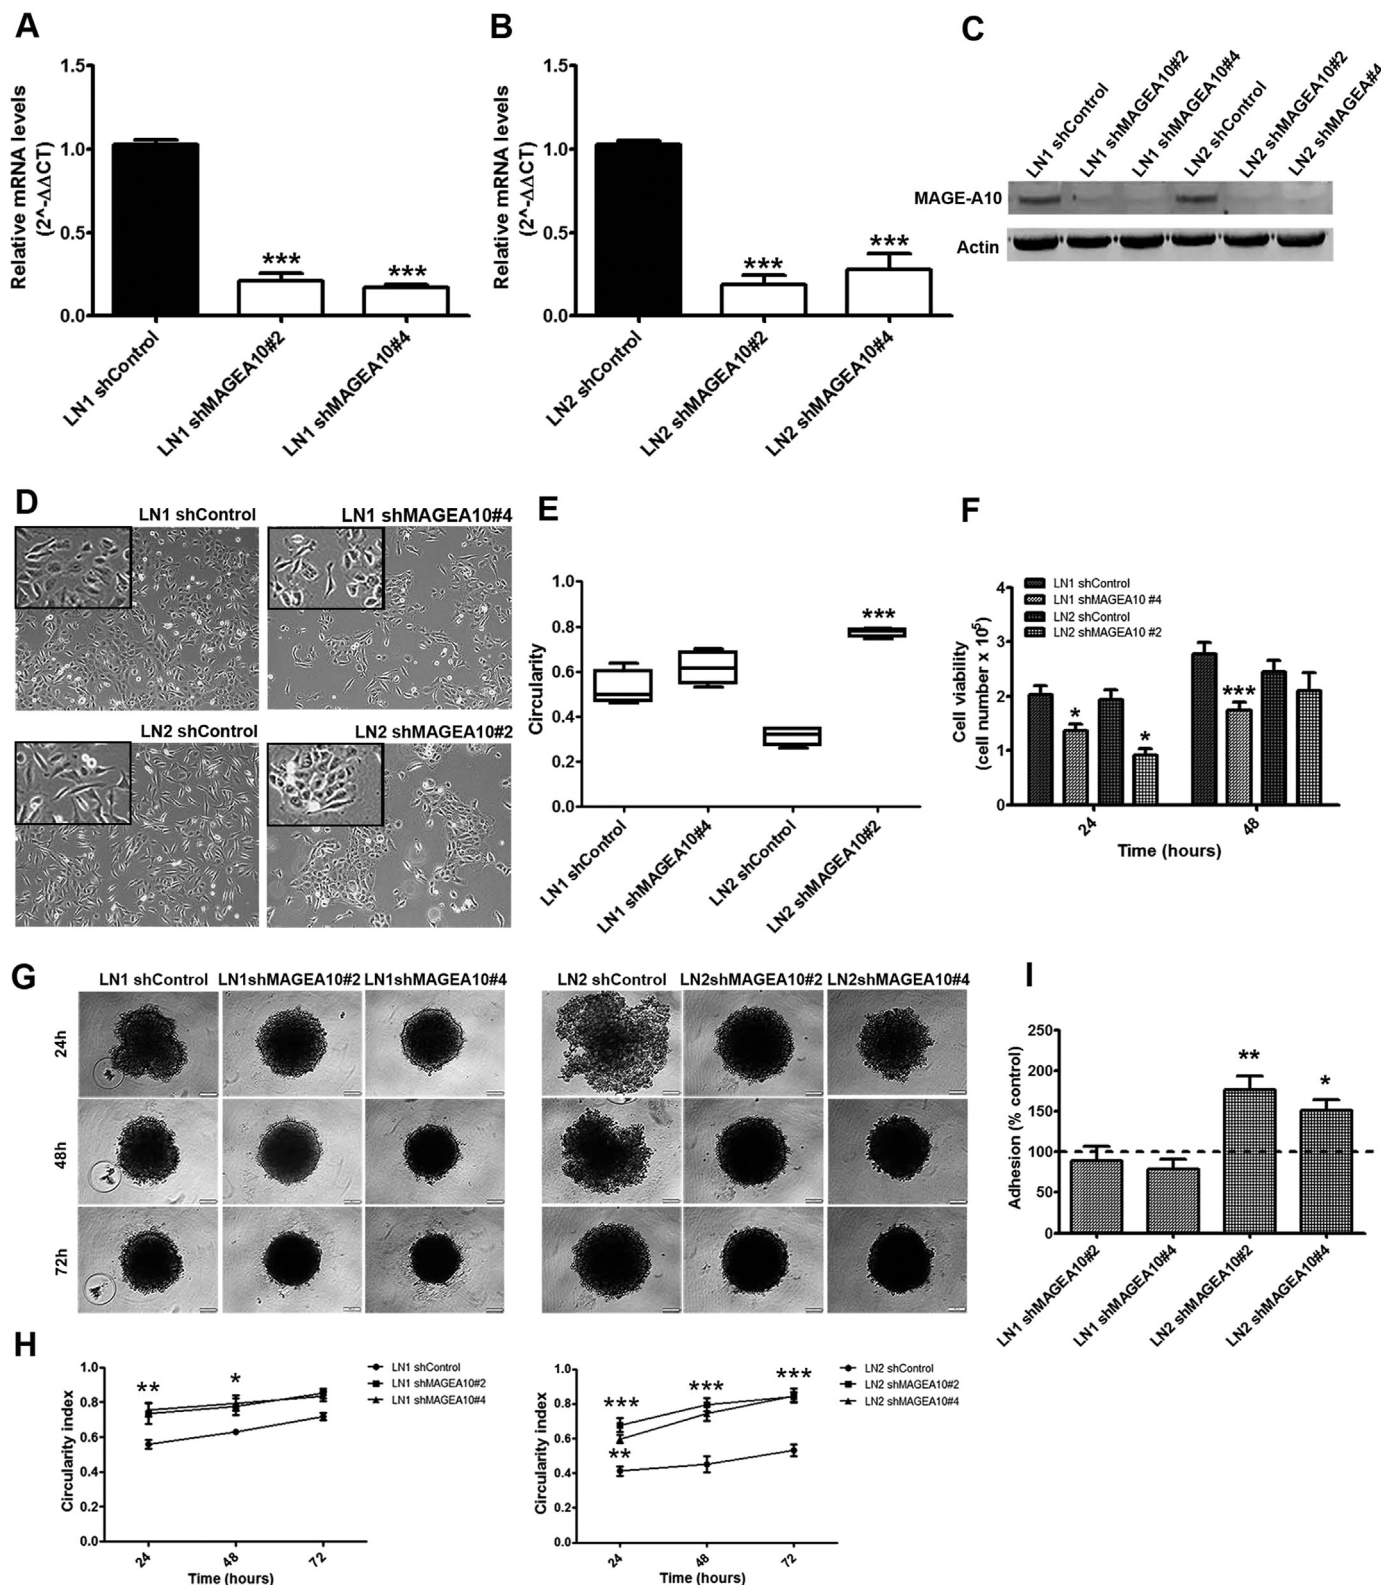 A
Relative mRNA levels
(2^-ΔΔCT)
1.5
1.0
0.5
0.0
***
***
LN1 shControl
LN1 shMAGEA10#2
LN1 shMAGEA10#4
B
Relative mRNA levels
(2^-ΔΔCT)
1.5
1.0
0.5
0.0
***
***
LN2 shControl
LN2 shMAGEA10#2
LN2 shMAGEA10#4
C
LN1 shControl
LN1 shMAGEA10#2
LN1 shMAGEA10#4
LN2 shControl
LN2 shMAGEA10#2
LN2 shMAGEA#4
MAGE-A10
Actin
D
LN1 shControl
LN1 shMAGEA10#4
LN2 shControl
LN2 shMAGEA10#2
E
Circularity
1.0
0.8
0.6
0.4
0.2
0.0
***
LN1 shControl
LN1 shMAGEA10#4
LN2 shControl
LN2 shMAGEA10#2
F
LN1 shControl
LN1 shMAGEA10 #4
LN2 shControl
LN2 shMAGEA10 #2
Cell viability
(cell number x 10⁵)
4
3
2
1
0
*
*
***
24
48
Time (hours)
G
LN1 shControl
LN1shMAGEA10#2
LN1shMAGEA10#4
LN2 shControl
LN2shMAGEA10#2
LN2shMAGEA10#4
24h
48h
72h
H
Circularity index
1.0
0.8
0.6
0.4
0.2
0.0
**
*
LN1 shControl
LN1 shMAGEA10#2
LN1 shMAGEA10#4
24
48
72
Time (hours)
Circularity index
1.0
0.8
0.6
0.4
0.2
0.0
***
**
***
***
LN2 shControl
LN2 shMAGEA10#2
LN2 shMAGEA10#4
24
48
72
Time (hours)
I
Adhesion (% control)
250
200
150
100
50
0
**
*
LN1 shMAGEA10#2
LN1 shMAGEA10#4
LN2 shMAGEA10#2
LN2 shMAGEA10#4